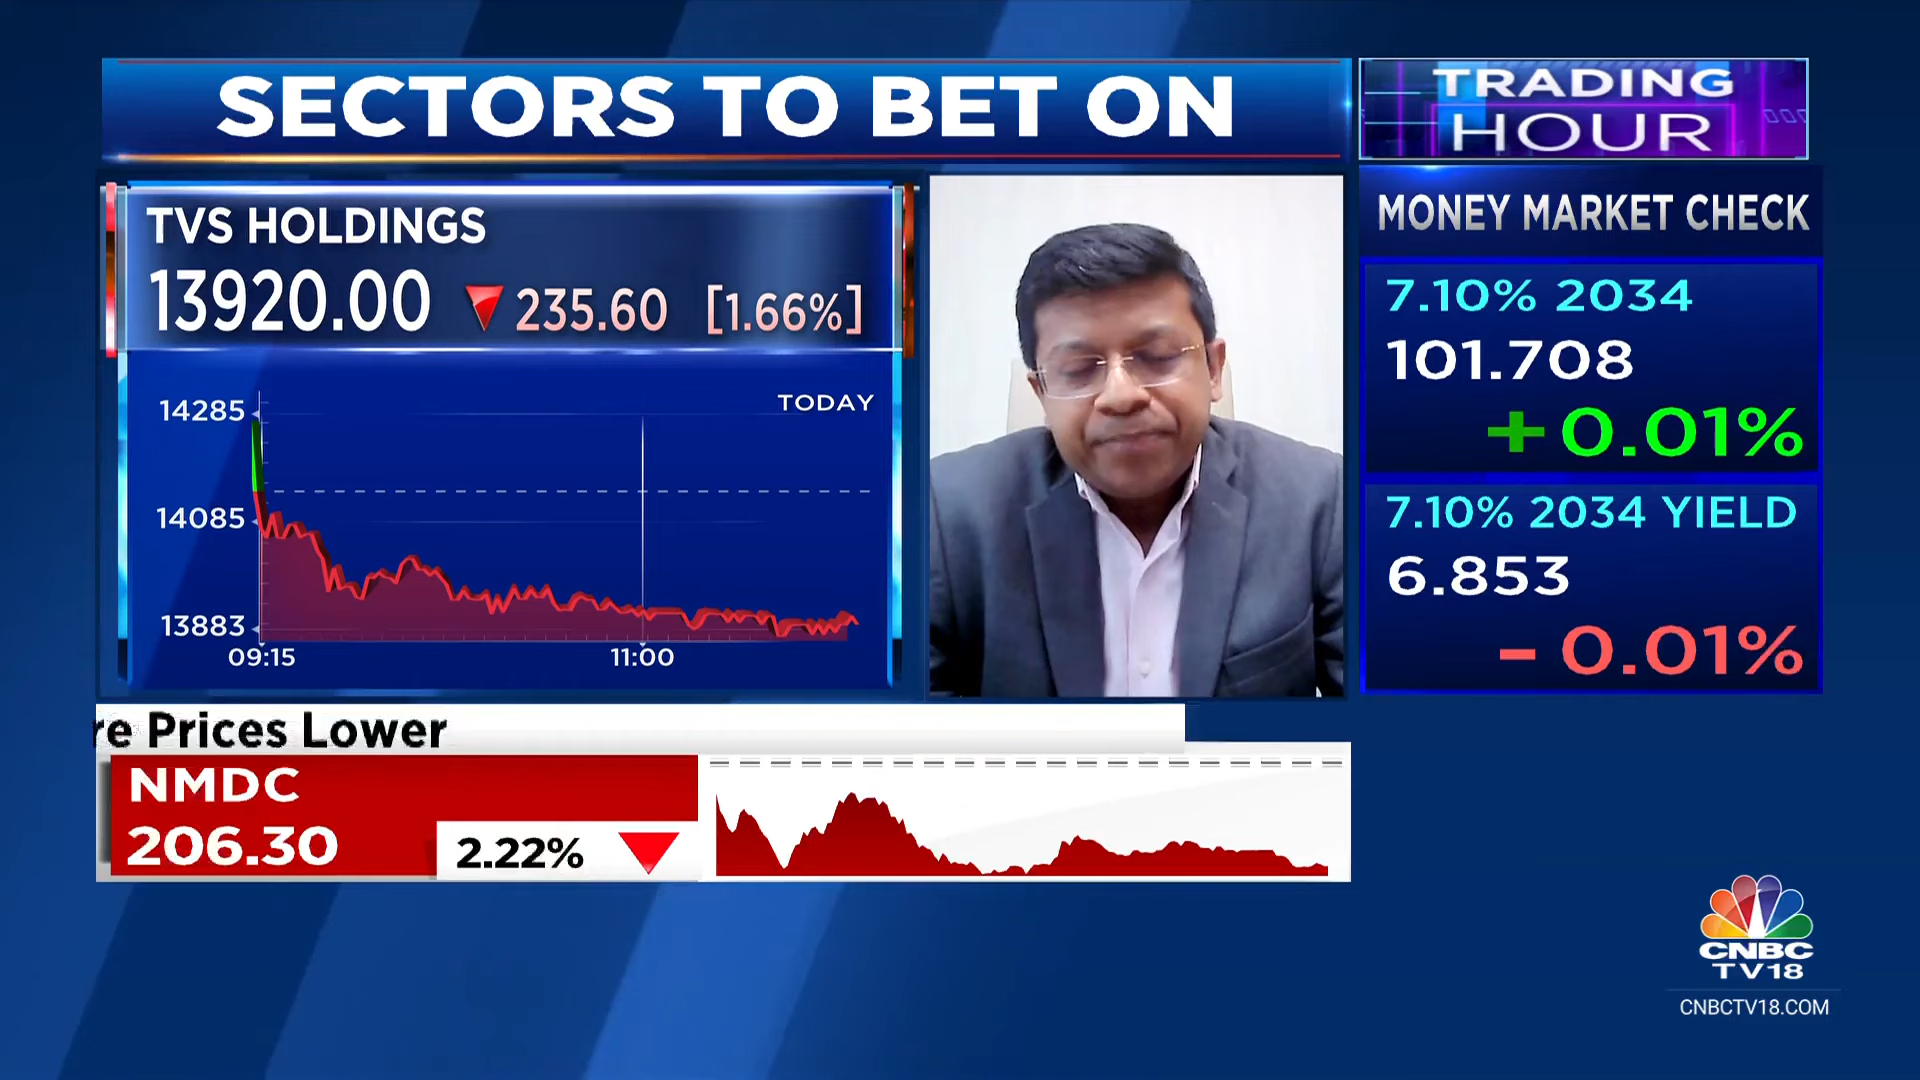 SECTORS TO BET ON
TRADING
HOUR
TVS HOLDINGS
13920.00 ▼ 235.60 [1.66%]
TODAY
14285
14085
13883
09:15 11:00
MONEY MARKET CHECK
7.10% 2034
101.708
+0.01%
7.10% 2034 YIELD
6.853
-0.01%
re Prices Lower
NMDC
206.30
2.22% ▼
CNBC
TV18
CNBCTV18.COM